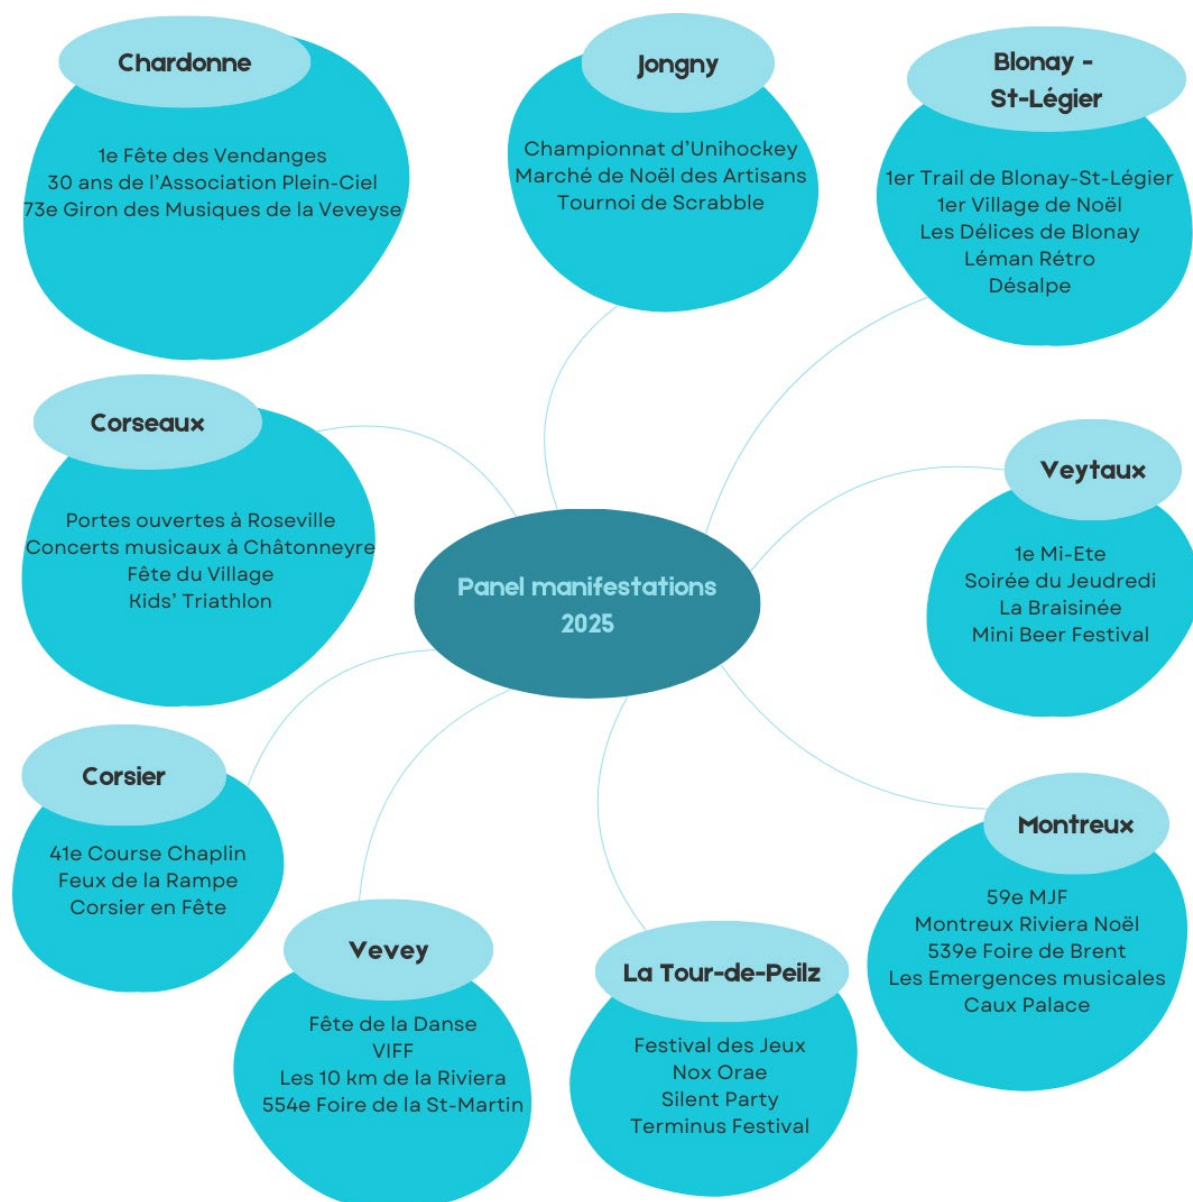 Chardonne
1e Fête des Vendanges
30 ans de l'Association Plein-Ciel
73e Giron des Musiques de la Veveyse
Jongny
Championnat d'Unihockey
Marché de Noël des Artisans
Tournoi de Scrabble
Blonay -
St-Légier
1er Trail de Blonay-St-Légier
1er Village de Noël
Les Délices de Blonay
Léman Rétro
Désalpe
Corseaux
Portes ouvertes à Roseville
Concerts musicaux à Châtonneyre
Fête du Village
Kids' Triathlon
Panel manifestations
2025
Veytaux
1e Mi-Ete
Soirée du Jeudredi
La Braisinée
Mini Beer Festival
Corsier
41e Course Chaplin
Feux de la Rampe
Corsier en Fête
Vevey
Fête de la Danse
VIFF
Les 10 km de la Riviera
554e Foire de la St-Martin
La Tour-de-Peilz
Festival des Jeux
Nox Orae
Silent Party
Terminus Festival
Montreux
59e MJF
Montreux Riviera Noël
539e Foire de Brent
Les Emergences musicales
Caux Palace